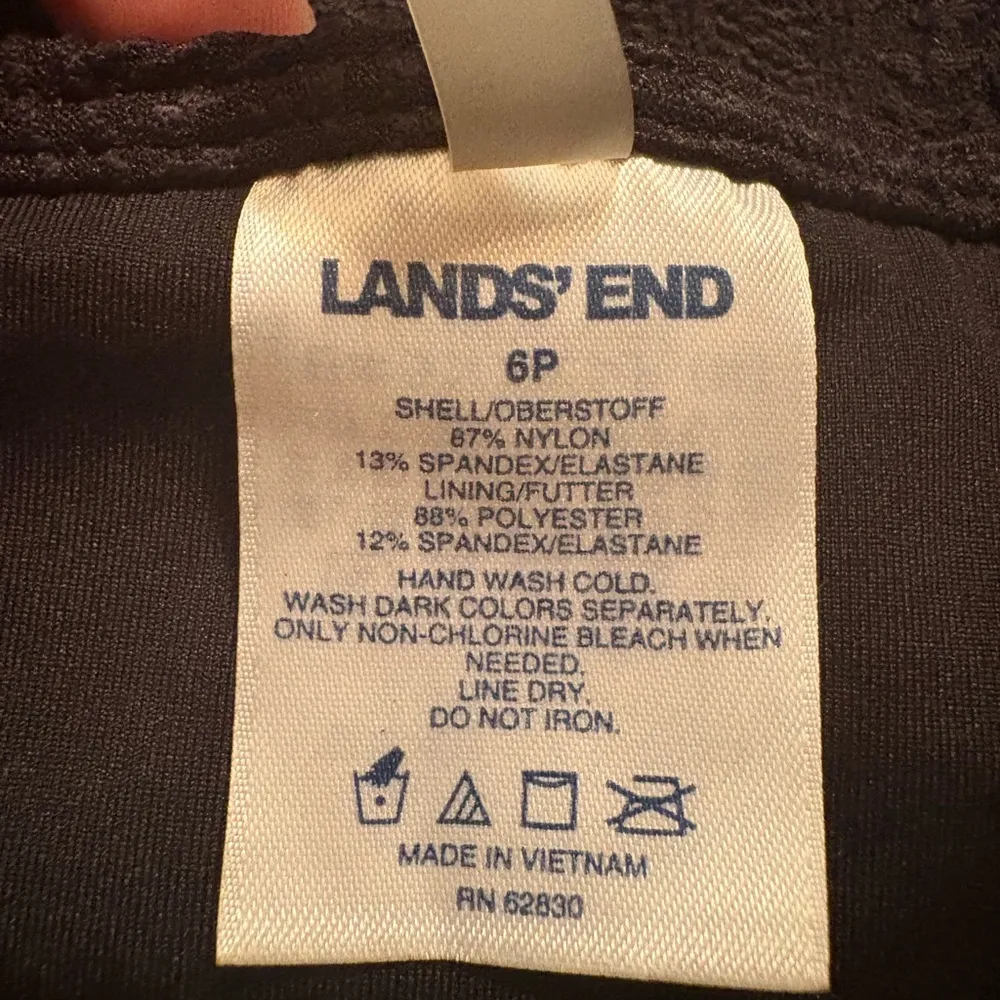 LANDS' END
6P
SHELL/OBERSTOFF
87% NYLON
13% SPANDEX/ELASTANE
LINING/FUTTER
88% POLYESTER
12% SPANDEX/ELASTANE
HAND WASH COLD.
WASH DARK COLORS SEPARATELY.
ONLY NON-CHLORINE BLEACH WHEN
NEEDED.
LINE DRY.
DO NOT IRON.
MADE IN VIETNAM
RN 62830